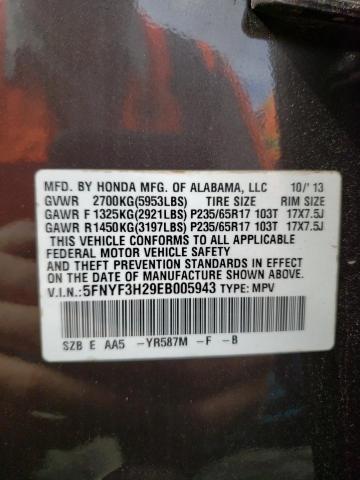 MFD. BY HONDA MFG. OF ALABAMA, LLC 10/'13
GVWR 2700KG(5953LBS) TIRE SIZE RIM SIZE
GAWR F 1325KG(2921LBS) P235/65R17 103T 17X7.5J
GAWR R1450KG(3197LBS) P235/65R17 103T 17X7.5J
THIS VEHICLE CONFORMS TO ALL APPLICABLE
FEDERAL MOTOR VEHICLE SAFETY
AND THEFT PREVENTION STANDARDS IN EFFECT
ON THE DATE OF MANUFACTURE SHOWN ABOVE.
V.I.N.:5FNYF3H29EB005943 TYPE: MPV
SZB E AA5 -YR587M -F -B